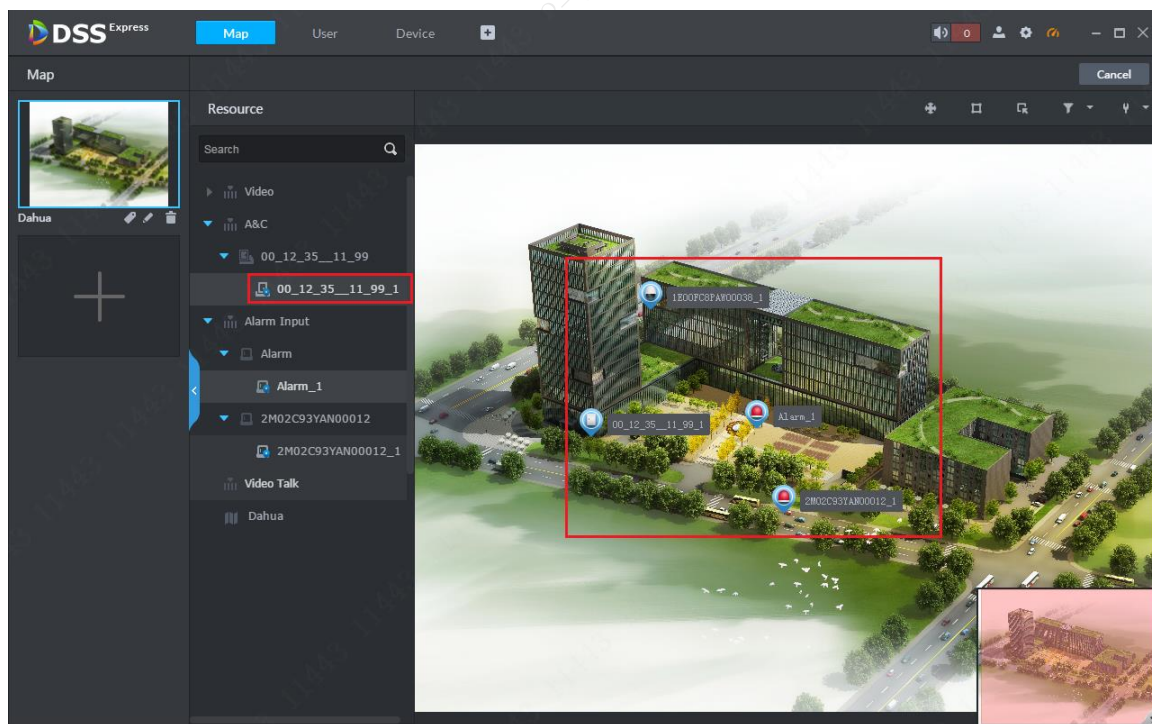 DSS Express
Map User Device
0
Map
Cancel
Resource
Search
Video
Dahua
A&C
00_12_35__11_99
00_12_35__11_99_1
Alarm Input
Alarm
Alarm_1
2M02C93YAN00012
2M02C93YAN00012_1
Video Talk
Dahua
1E00FC8PAW00038_1
00_12_35__11_99_1
Alarm_1
2M02C93YAN00012_1